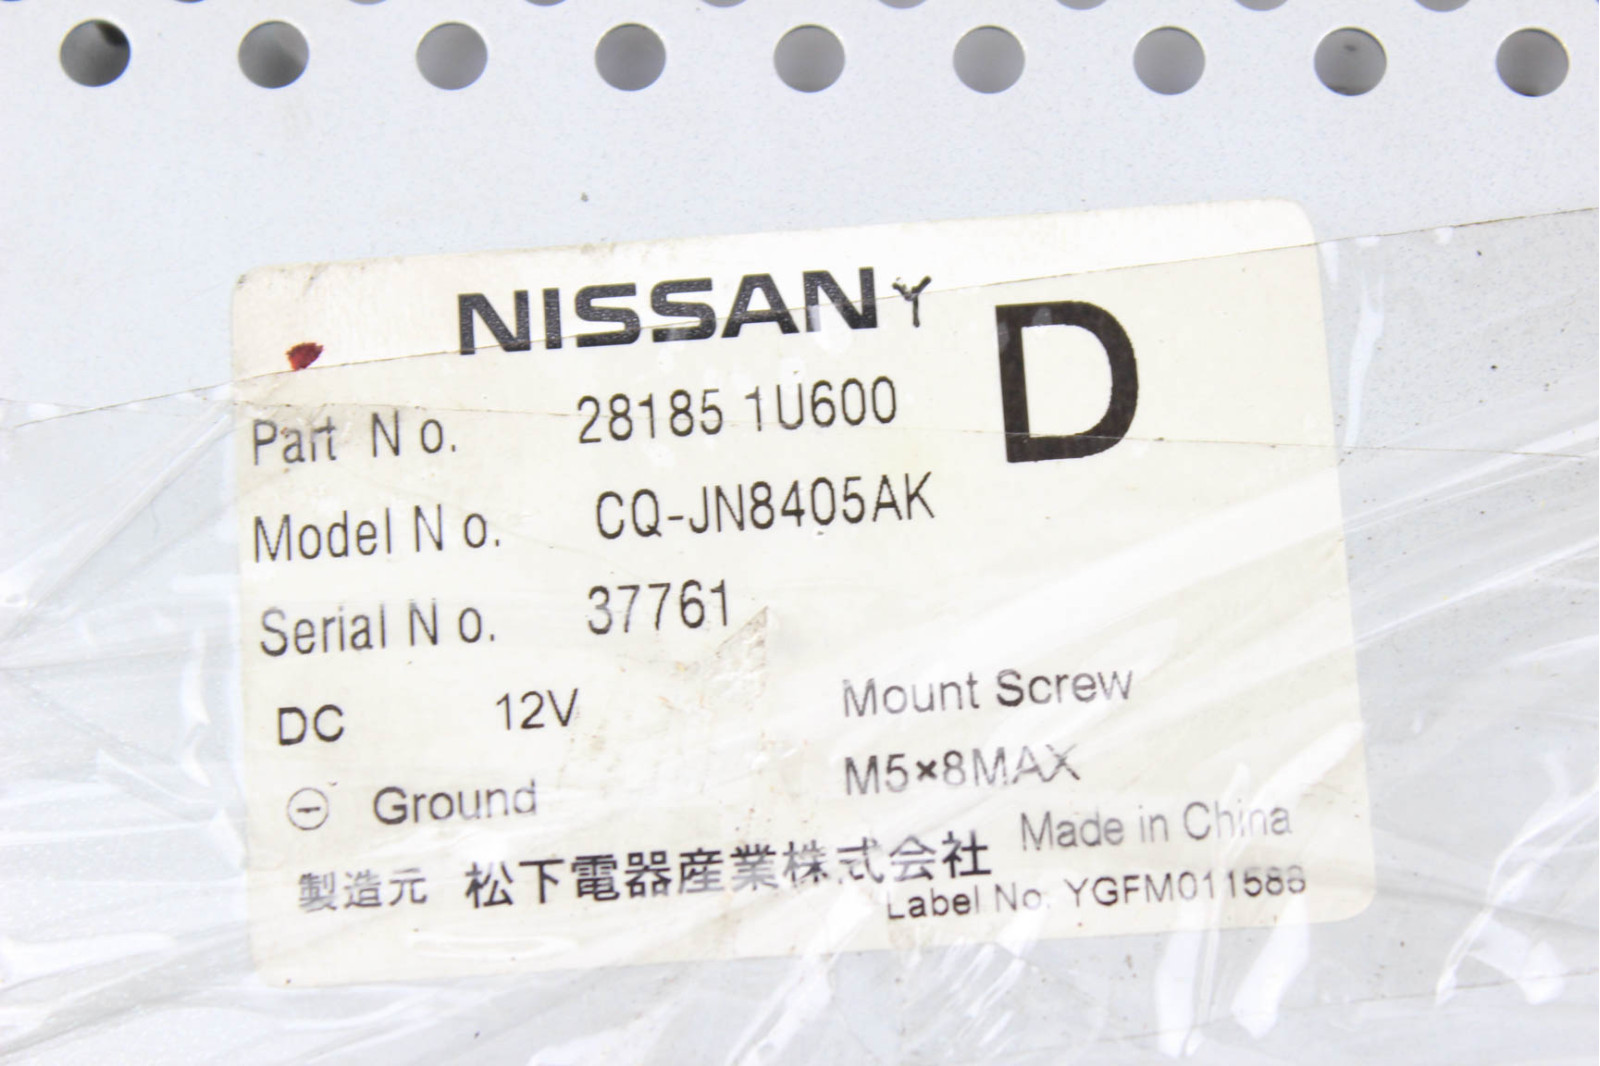 NISSAN Y
D
Part No. 28185 1U600
Model No. CQ-JN8405AK
Serial No. 37761
DC 12V
Mount Screw
⊖ Ground
M5×8MAX
Made in China
製造元 松下電器産業株式会社
Label No. YGFM011588